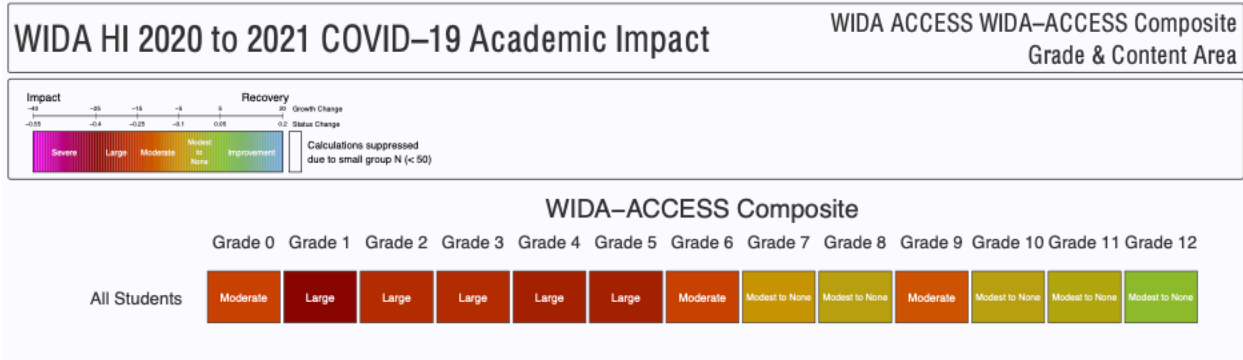 WIDA HI 2020 to 2021 COVID–19 Academic Impact
WIDA ACCESS WIDA–ACCESS Composite
Grade & Content Area
Impact Recovery
−40 −25 −15 −5 5 20 Growth Change
−0.55 −0.4 −0.25 −0.1 0.05 0.2 Status Change
Severe Large Moderate Modest to None Improvement
Calculations suppressed
due to small group N (< 50)
WIDA−ACCESS Composite
Grade 0 Grade 1 Grade 2 Grade 3 Grade 4 Grade 5 Grade 6 Grade 7 Grade 8 Grade 9 Grade 10 Grade 11 Grade 12
All Students Moderate Large Large Large Large Large Moderate Modest to None Modest to None Moderate Modest to None Modest to None Modest to None